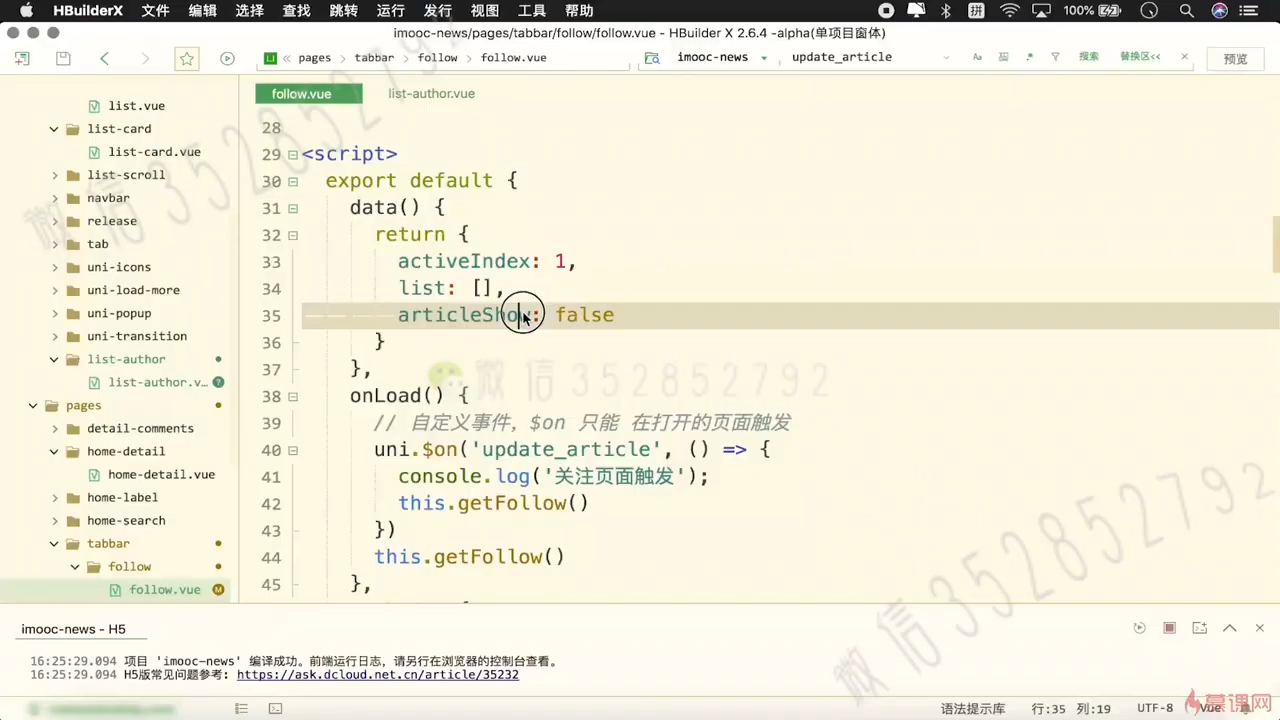 HBuilderX 文件 编辑 选择 查找 跳转 运行 发行 视图 工具 帮助 100%
imooc-news/pages/tabbar/follow/follow.vue - HBuilder X 2.6.4 -alpha(单项目窗体)
pages tabbar follow follow.vue imooc-news update_article 搜索 替换区<< 预览
follow.vue list-author.vue
list.vue
list-card
list-card.vue
list-scroll
navbar
release
tab
uni-icons
uni-load-more
uni-popup
uni-transition
list-author
list-author.v...
pages
detail-comments
home-detail
home-detail.vue
home-label
home-search
tabbar
follow
follow.vue
28
29 <script>
30 export default {
31 data() {
32 return {
33 activeIndex: 1,
34 list: [],
35 articleShow: false
36 }
37 },
38 onLoad() {
39 // 自定义事件，$on 只能 在打开的页面触发
40 uni.$on('update_article', () => {
41 console.log('关注页面触发');
42 this.getFollow()
43 })
44 this.getFollow()
45 },
微信 352852792
微信 352852792
微信 352852792
imooc-news - H5
16:25:29.094 项目 'imooc-news' 编译成功。前端运行日志，请另行在浏览器的控制台查看。
16:25:29.094 H5版常见问题参考: https://ask.dcloud.net.cn/article/35232
语法提示库 行:35 列:19 UTF-8 Vue
慕课网